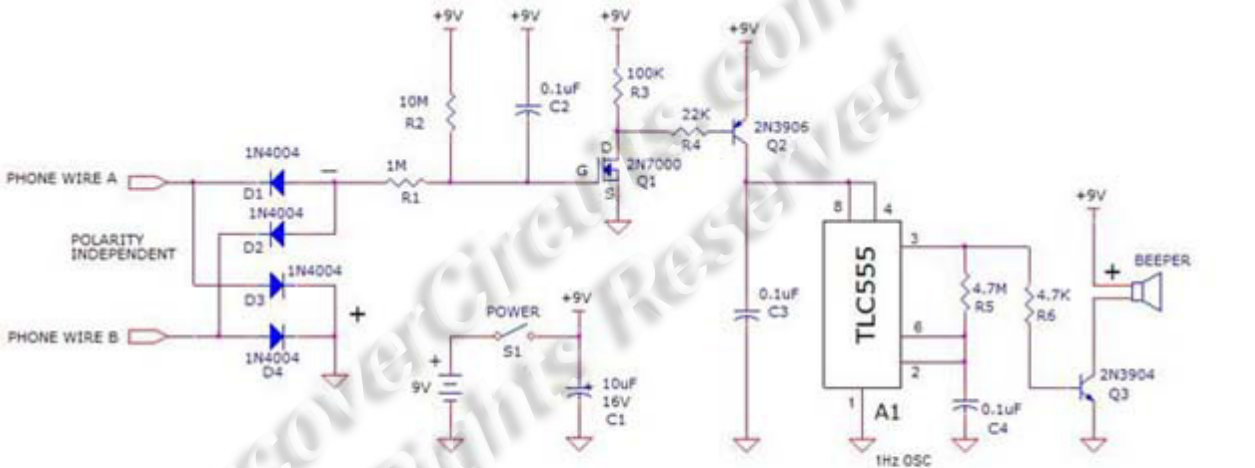 +9V
+9V
+9V
+9V
10M
R2
0.1uF
C2
100K
R3
22K
R4
2N3906
Q2
1N4004
D1
1N4004
D2
1N4004
D3
1N4004
D4
PHONE WIRE A
−
1M
R1
G
D
S
2N7000
Q1
POLARITY
INDEPENDENT
PHONE WIRE B
+
POWER
S1
+9V
+
9V
10uF
16V
C1
0.1uF
C3
8
4
3
6
2
1
TLC555
A1
1Hz OSC
4.7M
R5
4.7K
R6
0.1uF
C4
+9V
+
BEEPER
2N3904
Q3
Rights Reserved